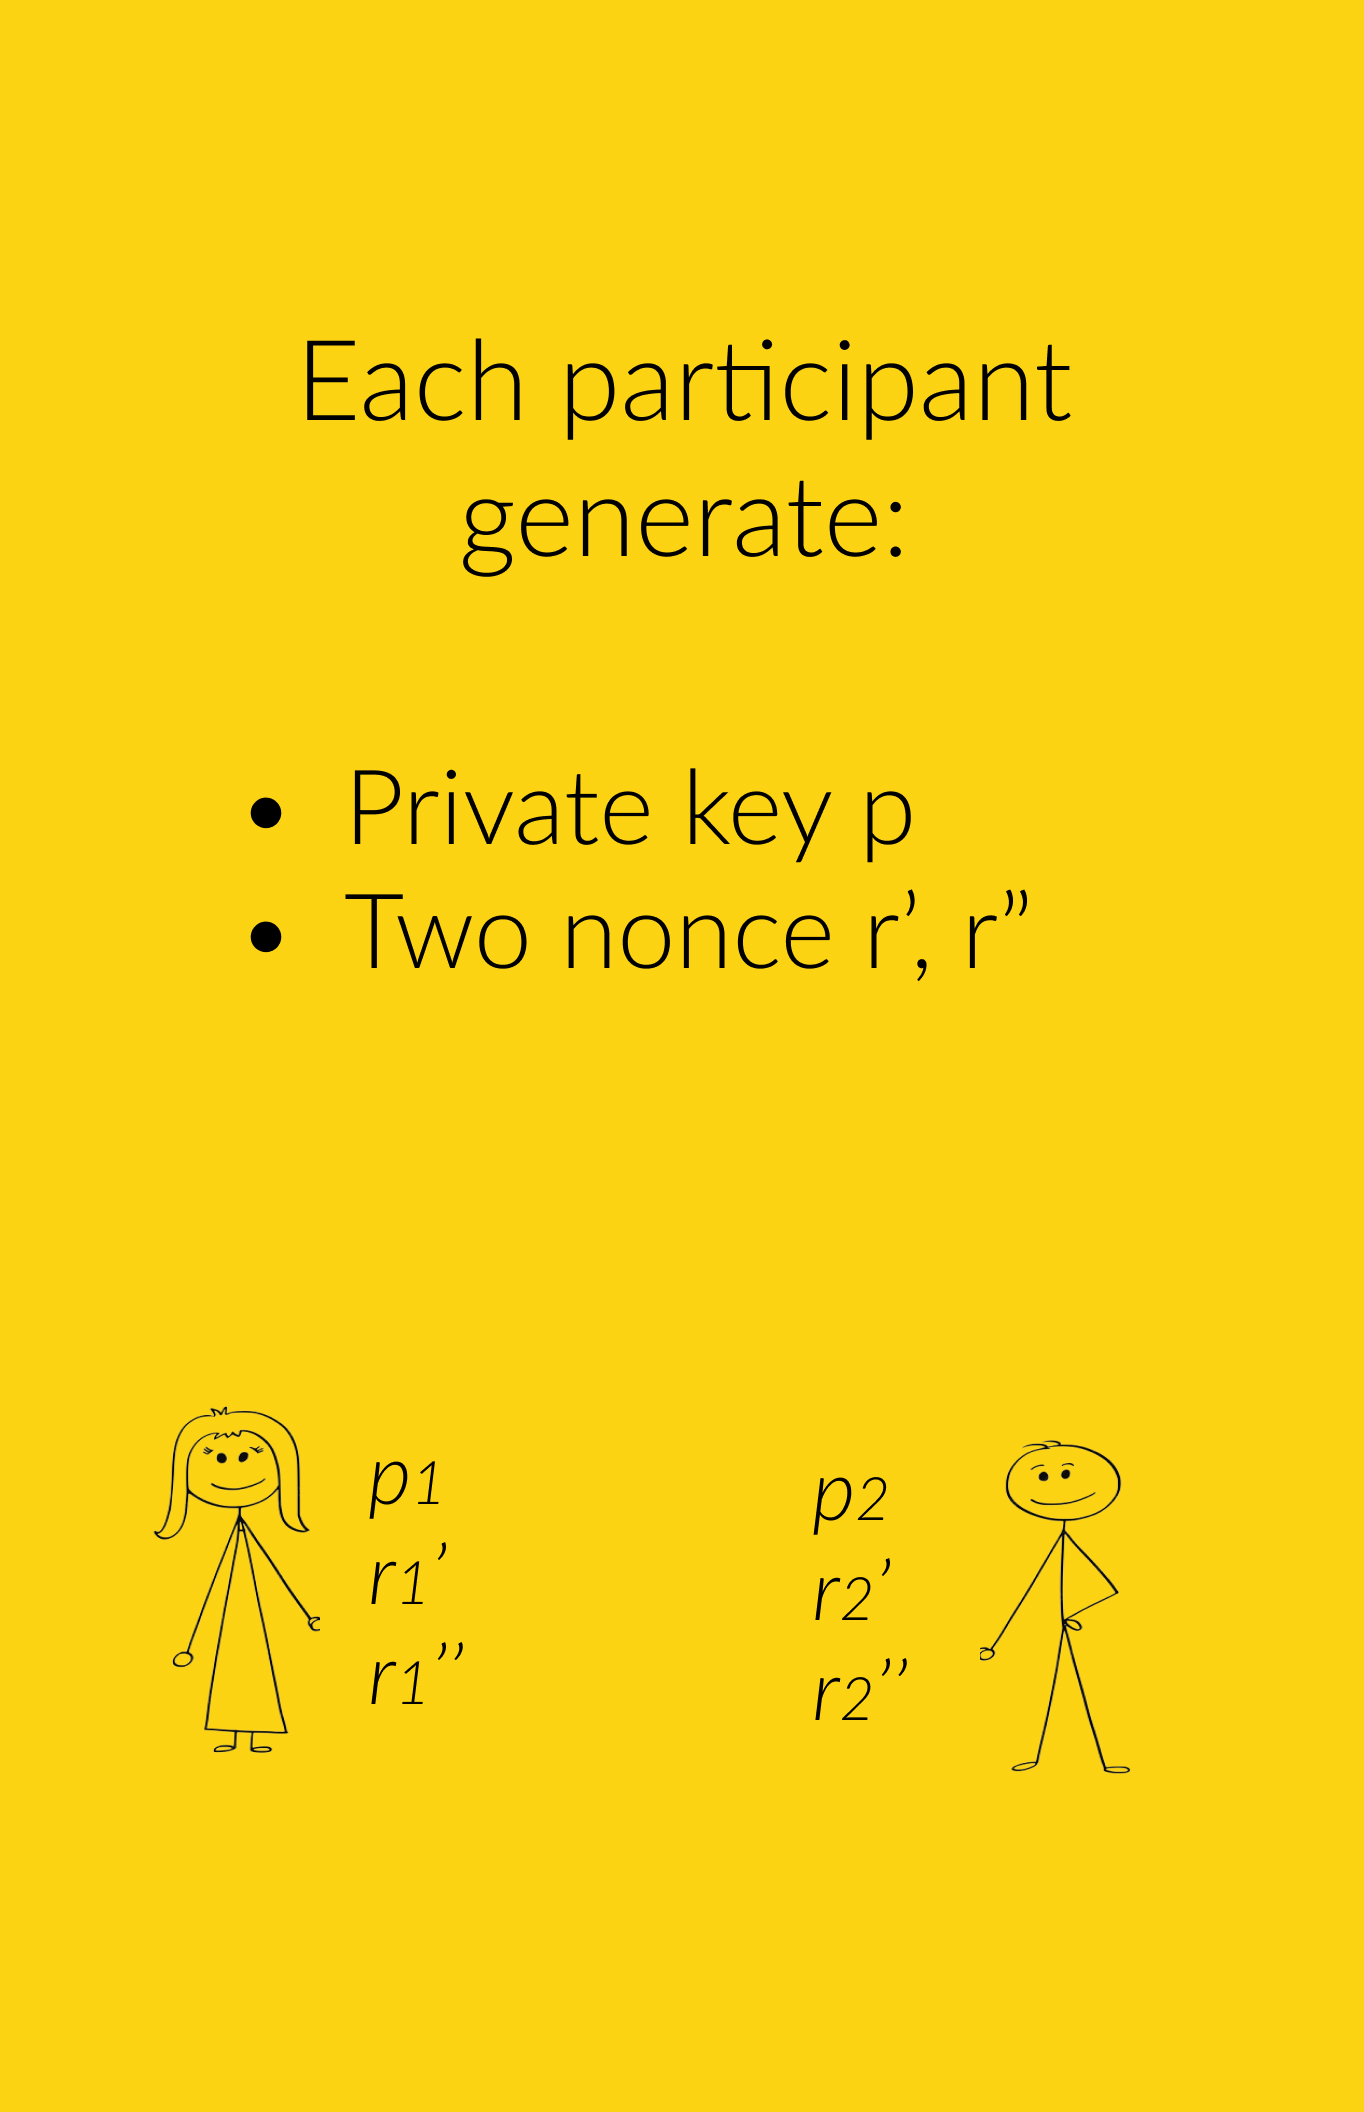 Each participant
generate:
• Private key p
• Two nonce r’, r”
p1
r1’
r1’’
p2
r2’
r2’’